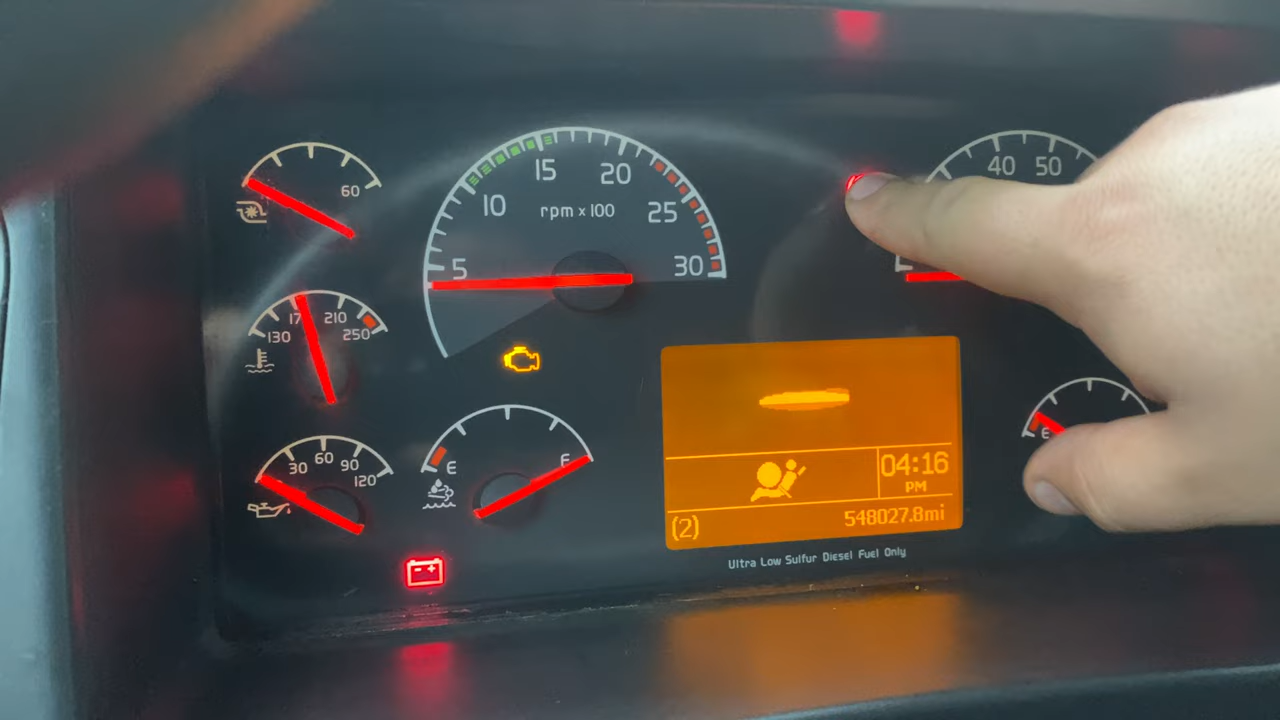 60
5
10
15
20
25
30
rpm x 100
40
50
130
17
210
250
30
60
90
120
E
F
E
04:16
PM
(2)
548027.8mi
Ultra Low Sulfur Diesel Fuel Only